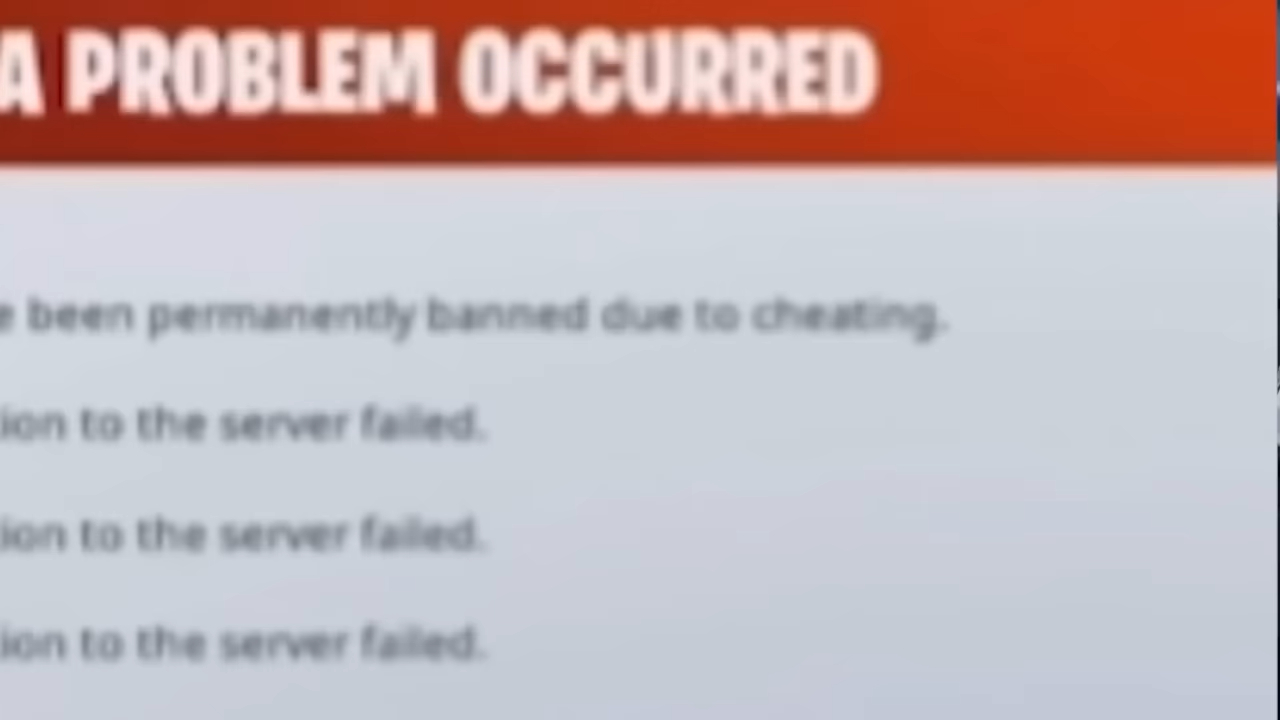 A PROBLEM OCCURRED
e been permanently banned due to cheating.
ion to the server failed.
ion to the server failed.
ion to the server failed.